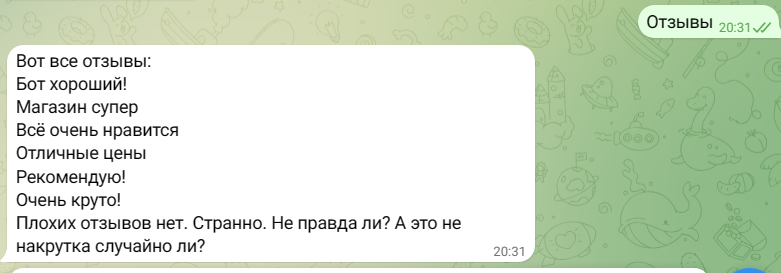 Отзывы 20:31
Вот все отзывы:
Бот хороший!
Магазин супер
Всё очень нравится
Отличные цены
Рекомендую!
Очень круто!
Плохих отзывов нет. Странно. Не правда ли? А это не
накрутка случайно ли? 20:31